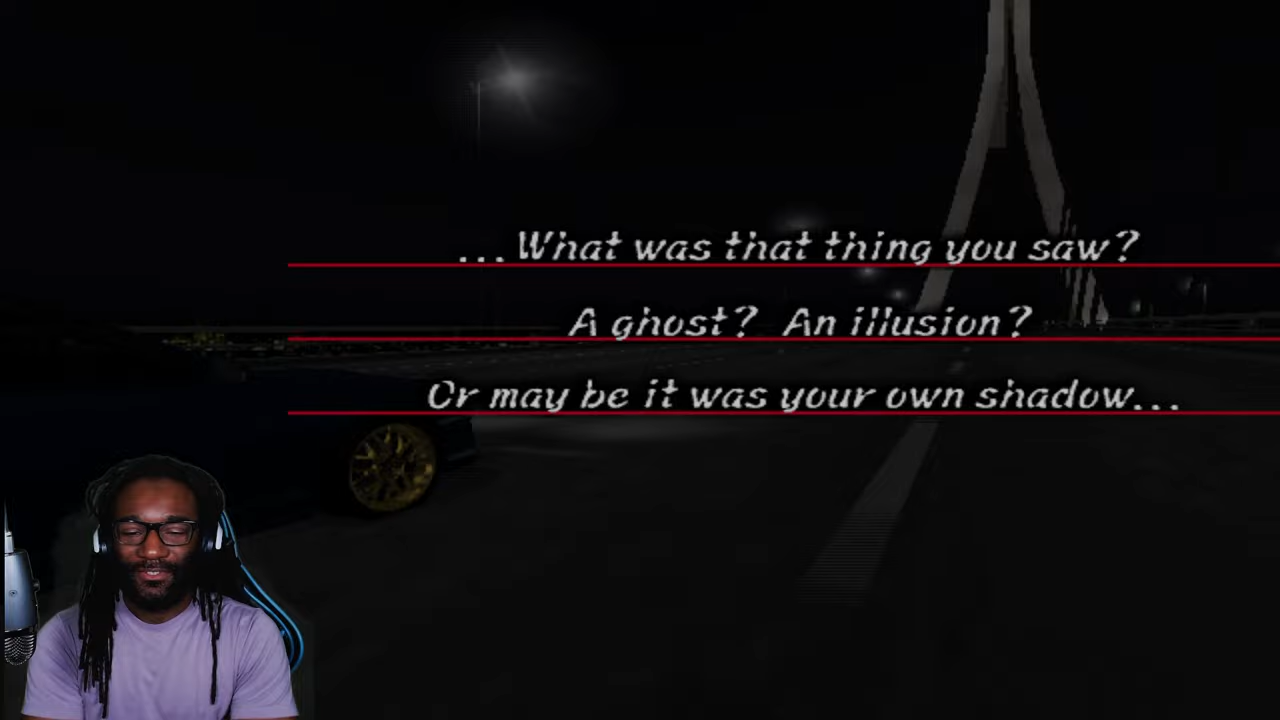 ...What was that thing you saw?
A ghost? An illusion?
Or may be it was your own shadow...